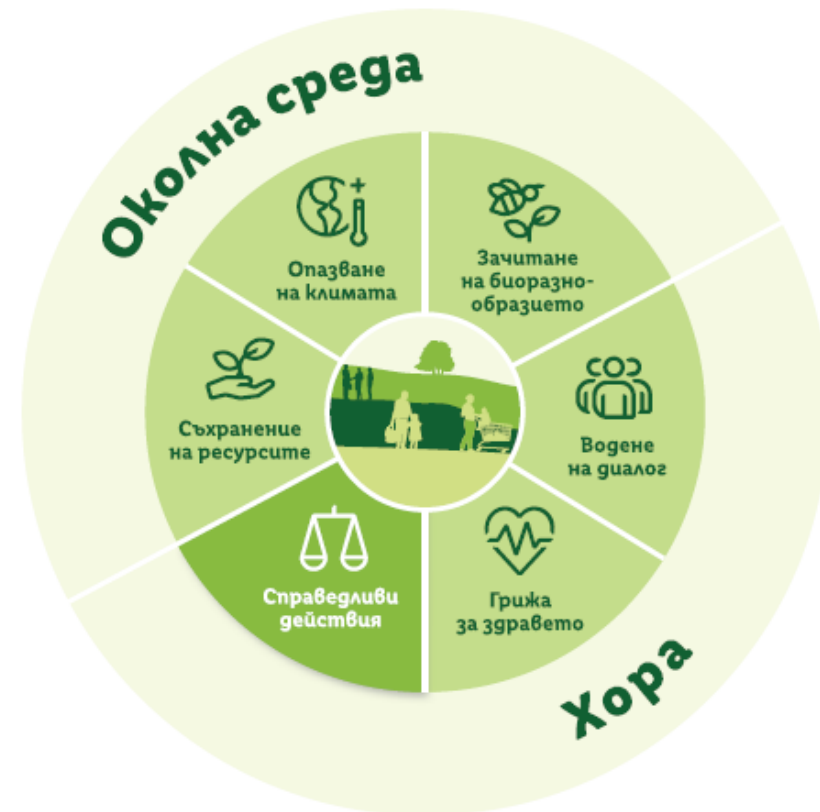 Околна среда
Опазване
на климата
Зачитане
на биоразно-
образието
Съхранение
на ресурсите
Водене
на диалог
Справедливи
действия
Грижа
за здравето
Хора